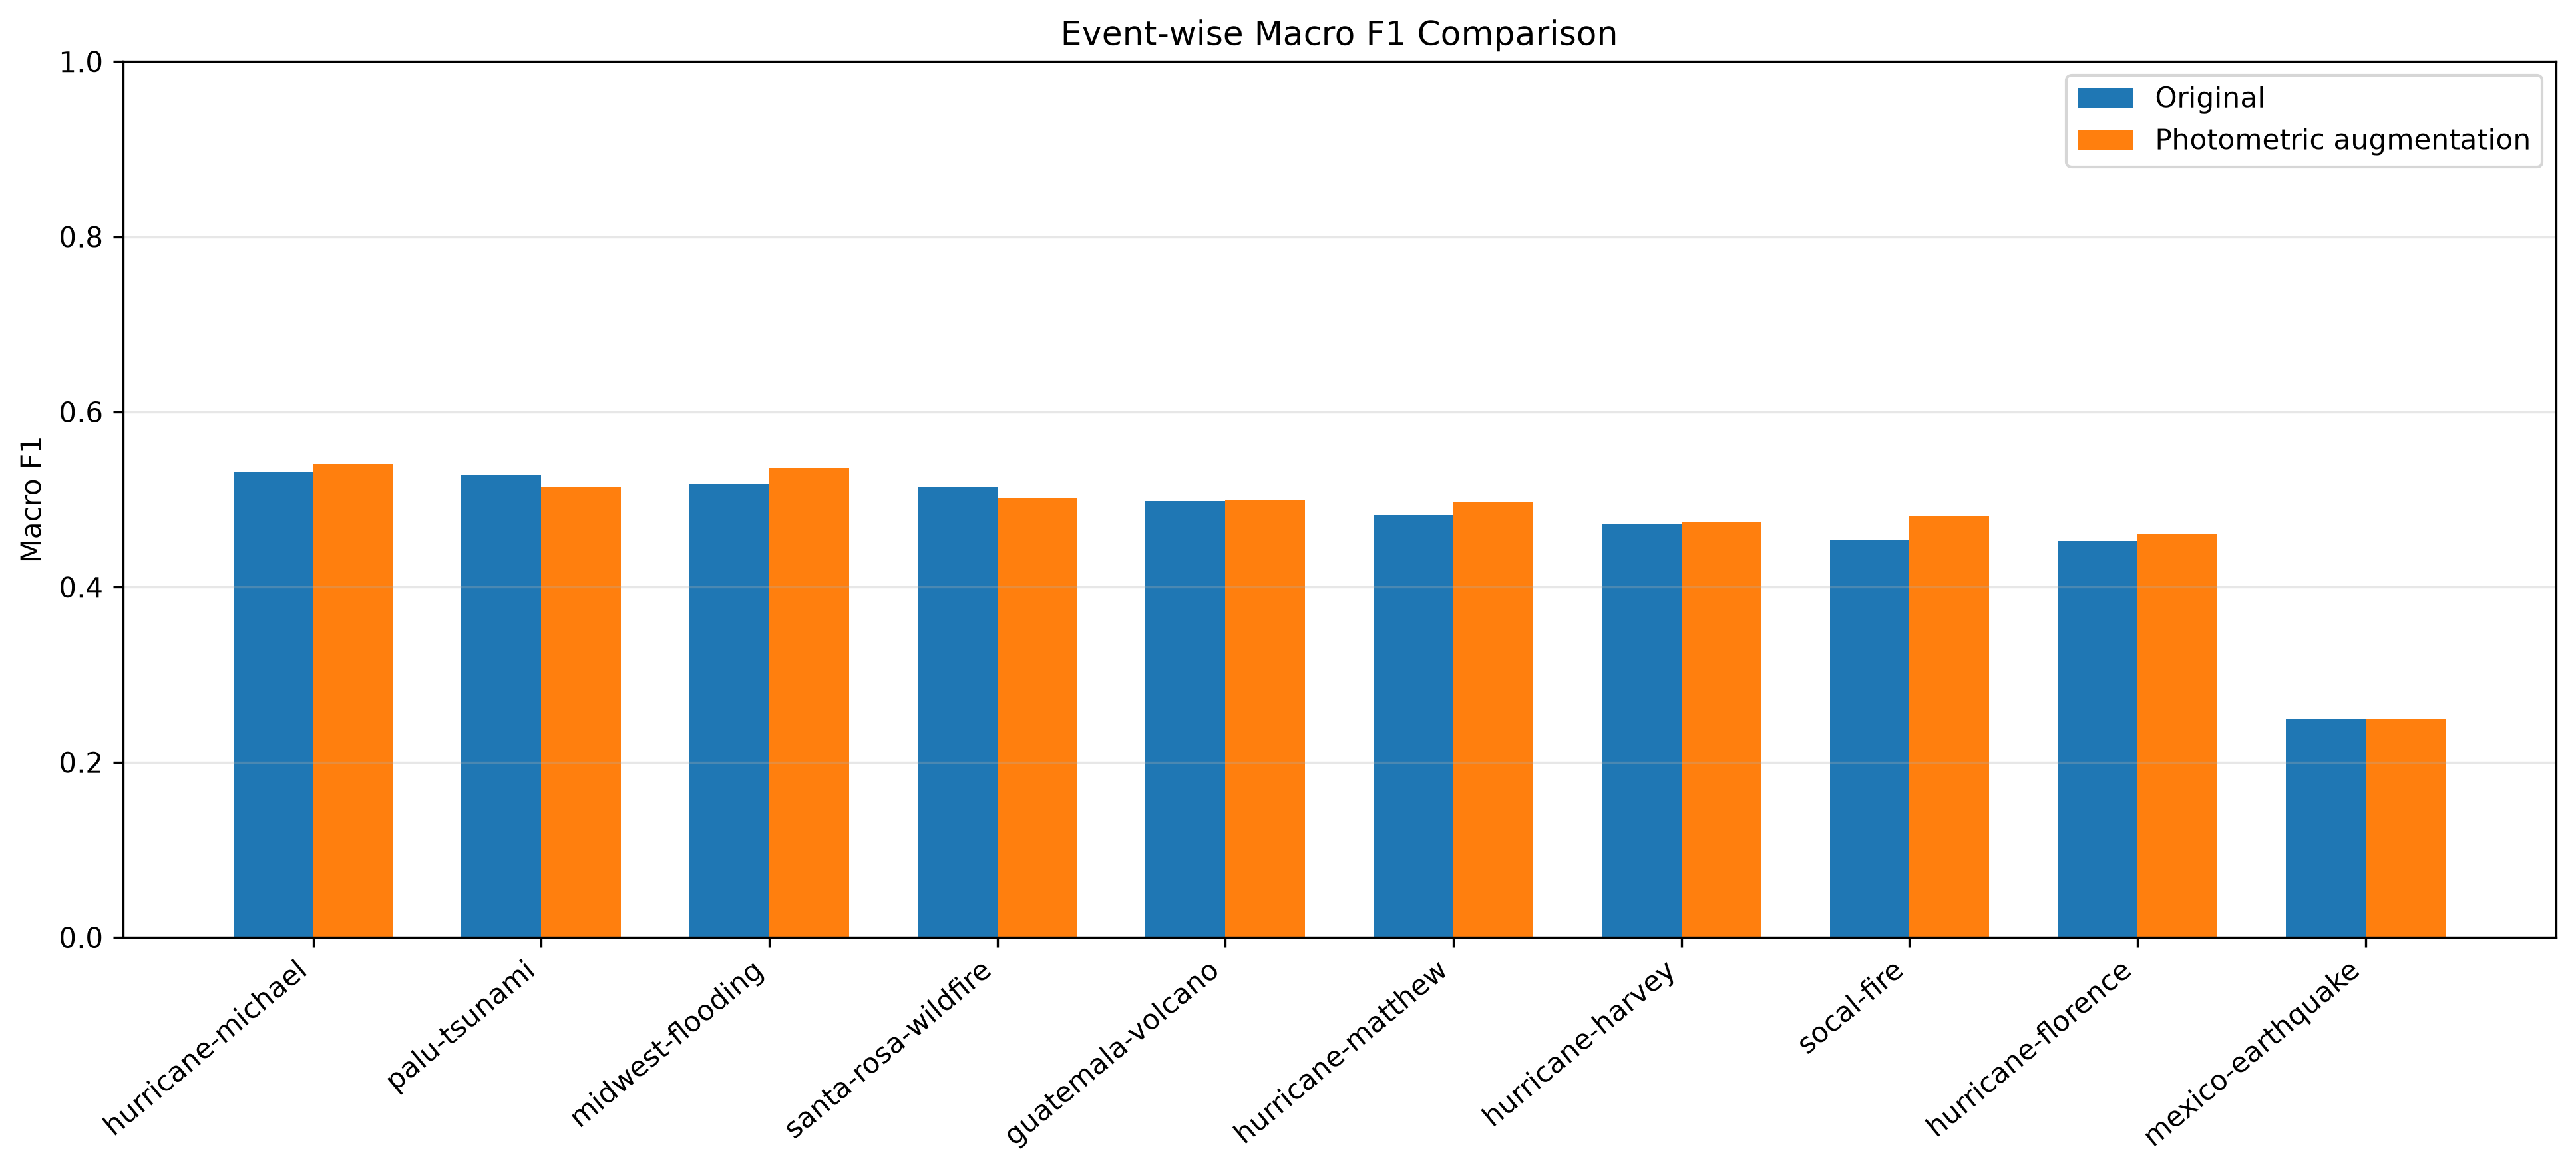 Event-wise Macro F1 Comparison
Original
Photometric augmentation
Macro F1
1.0
0.8
0.6
0.4
0.2
0.0
hurricane-michael
palu-tsunami
midwest-flooding
santa-rosa-wildfire
guatemala-volcano
hurricane-matthew
hurricane-harvey
socal-fire
hurricane-florence
mexico-earthquake